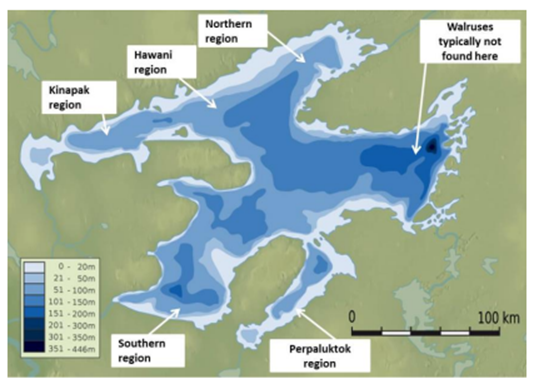 Northern
region
Walruses
typically not
found here
Hawani
region
Kinapak
region
0 - 20m
21 - 50m
51 - 100m
101 - 150m
151 - 200m
201 - 300m
301 - 350m
351 - 446m
0 100 km
Southern
region
Perpaluktok
region